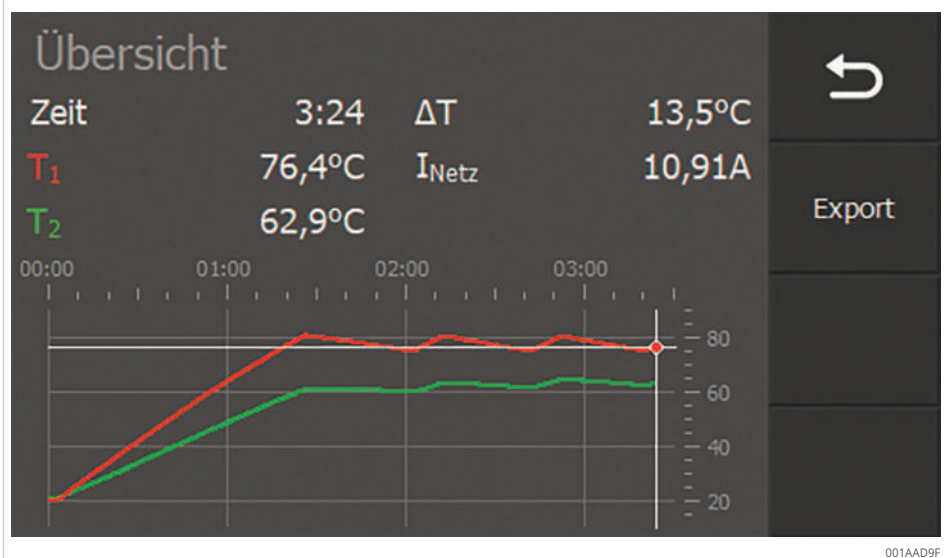 Übersicht
Zeit 3:24 ΔT 13,5°C
T₁ 76,4°C I_Netz 10,91A
T₂ 62,9°C
Export
00:00 01:00 02:00 03:00
80
60
40
20
001AAD9F